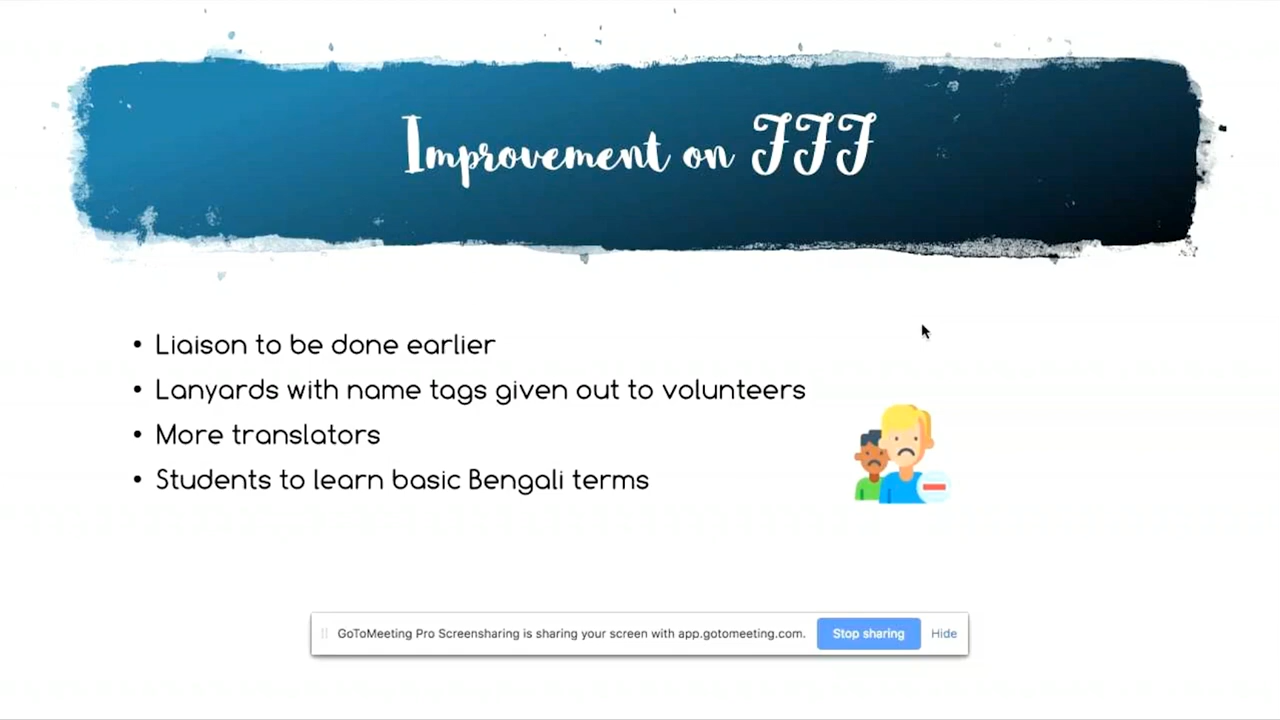 Improvement on FFF
• Liaison to be done earlier
• Lanyards with name tags given out to volunteers
• More translators
• Students to learn basic Bengali terms
GoToMeeting Pro Screensharing is sharing your screen with app.gotomeeting.com. Stop sharing Hide